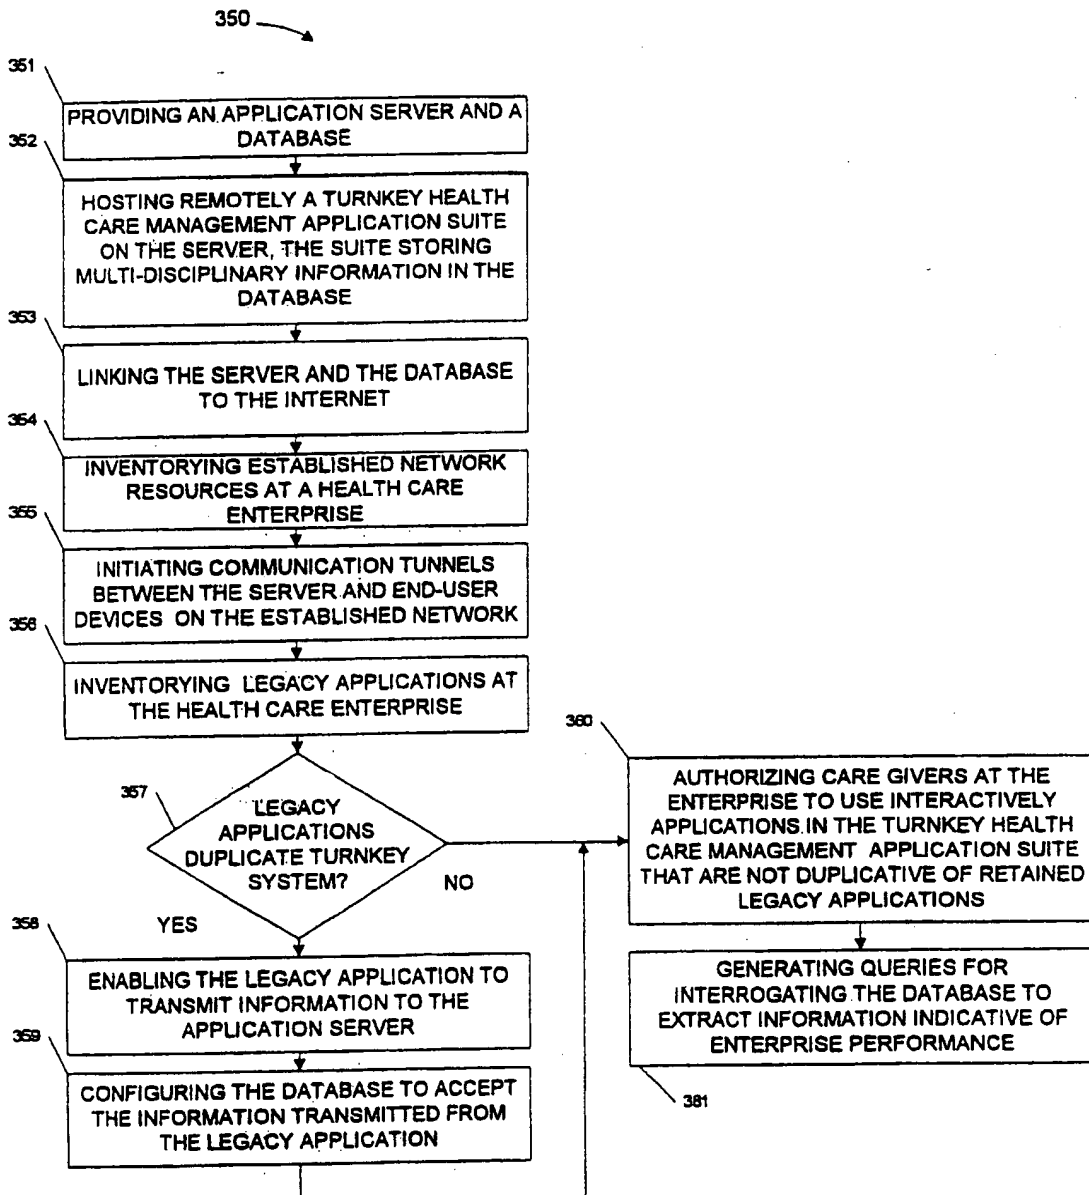 350
351
PROVIDING AN APPLICATION SERVER AND A
DATABASE
352
HOSTING REMOTELY A TURNKEY HEALTH
CARE MANAGEMENT APPLICATION SUITE
ON THE SERVER, THE SUITE STORING
MULTI-DISCIPLINARY INFORMATION IN THE
DATABASE
353
LINKING THE SERVER AND THE DATABASE
TO THE INTERNET
354
INVENTORYING ESTABLISHED NETWORK
RESOURCES AT A HEALTH CARE
ENTERPRISE
355
INITIATING COMMUNICATION TUNNELS
BETWEEN THE SERVER AND END-USER
DEVICES ON THE ESTABLISHED NETWORK
356
INVENTORYING LEGACY APPLICATIONS AT
THE HEALTH CARE ENTERPRISE
357
LEGACY
APPLICATIONS
DUPLICATE TURNKEY
SYSTEM?
NO
YES
358
ENABLING THE LEGACY APPLICATION TO
TRANSMIT INFORMATION TO THE
APPLICATION SERVER
359
CONFIGURING THE DATABASE TO ACCEPT
THE INFORMATION TRANSMITTED FROM
THE LEGACY APPLICATION
360
AUTHORIZING CARE GIVERS AT THE
ENTERPRISE TO USE INTERACTIVELY
APPLICATIONS IN THE TURNKEY HEALTH
CARE MANAGEMENT APPLICATION SUITE
THAT ARE NOT DUPLICATIVE OF RETAINED
LEGACY APPLICATIONS
GENERATING QUERIES FOR
INTERROGATING THE DATABASE TO
EXTRACT INFORMATION INDICATIVE OF
ENTERPRISE PERFORMANCE
361